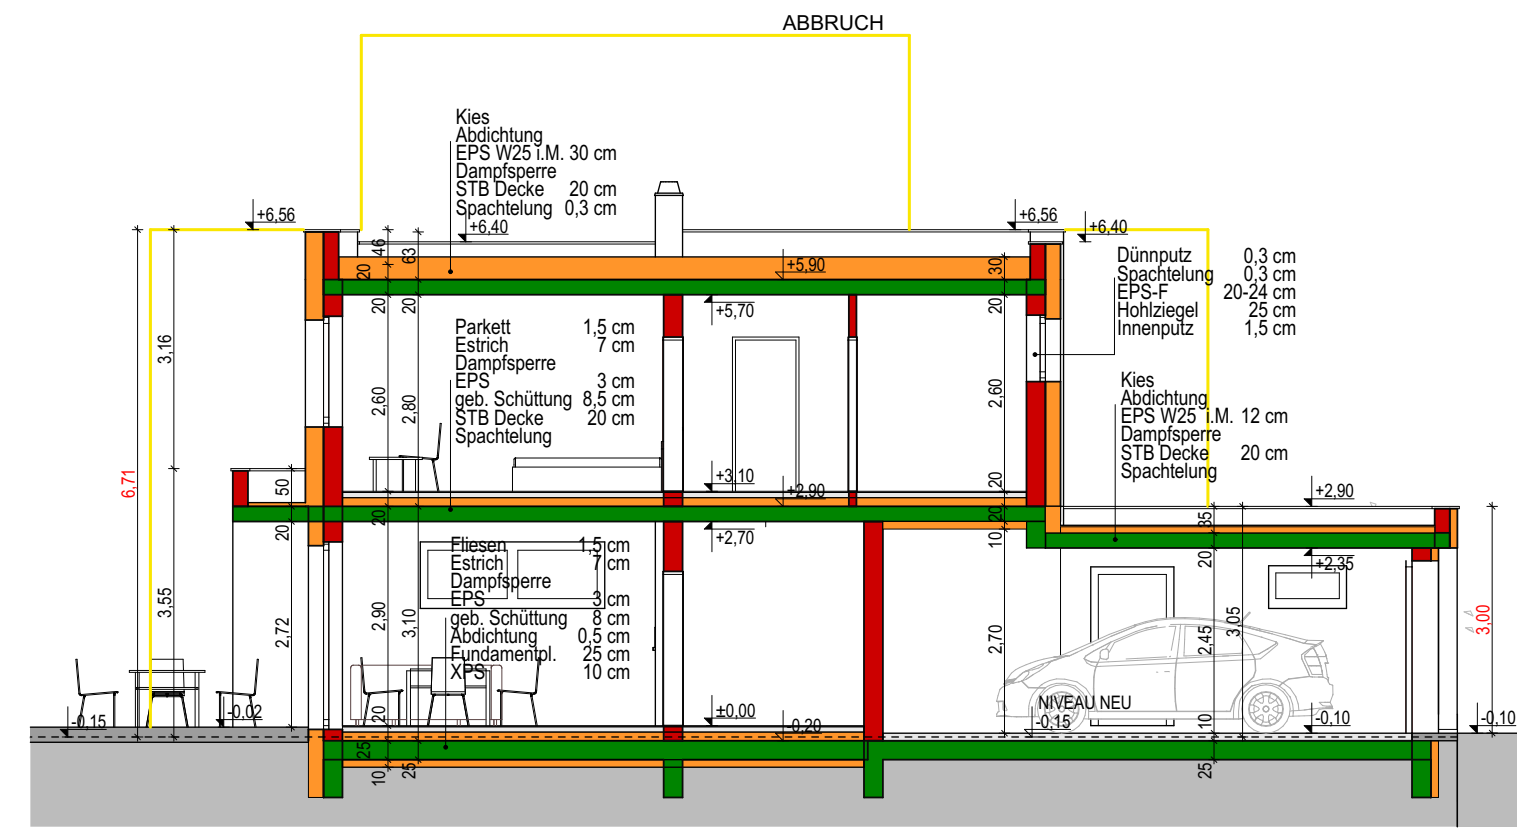 ABBRUCH
Kies
Abdichtung
EPS W25 i.M. 30 cm
Dampfsperre
STB Decke 20 cm
Spachtelung 0,3 cm
+6,56
+6,40
+6,56
+6,40
46
63
20
+5,90
30
Dünnputz 0,3 cm
Spachtelung 0,3 cm
EPS-F 20-24 cm
Hohlziegel 25 cm
Innenputz 1,5 cm
20
20
+5,70
20
Parkett 1,5 cm
Estrich 7 cm
Dampfsperre
EPS 3 cm
geb. Schüttung 8,5 cm
STB Decke 20 cm
Spachtelung
3,16
2,60
2,80
2,60
Kies
Abdichtung
EPS W25 i.M. 12 cm
Dampfsperre
STB Decke 20 cm
Spachtelung
6,71
50
+3,10
20
+2,90
+2,90
20
20
20
35
+2,70
10
20
+2,35
Fliesen 1,5 cm
Estrich 7 cm
Dampfsperre
EPS 3 cm
geb. Schüttung 8 cm
Abdichtung 0,5 cm
Fundamentpl. 25 cm
XPS 10 cm
3,55
2,72
2,90
3,10
2,70
2,45
3,05
3,00
-0,15
-0,02
20
±0,00
-0,20
NIVEAU NEU
-0,15
10
-0,10
-0,10
25
10
25
25